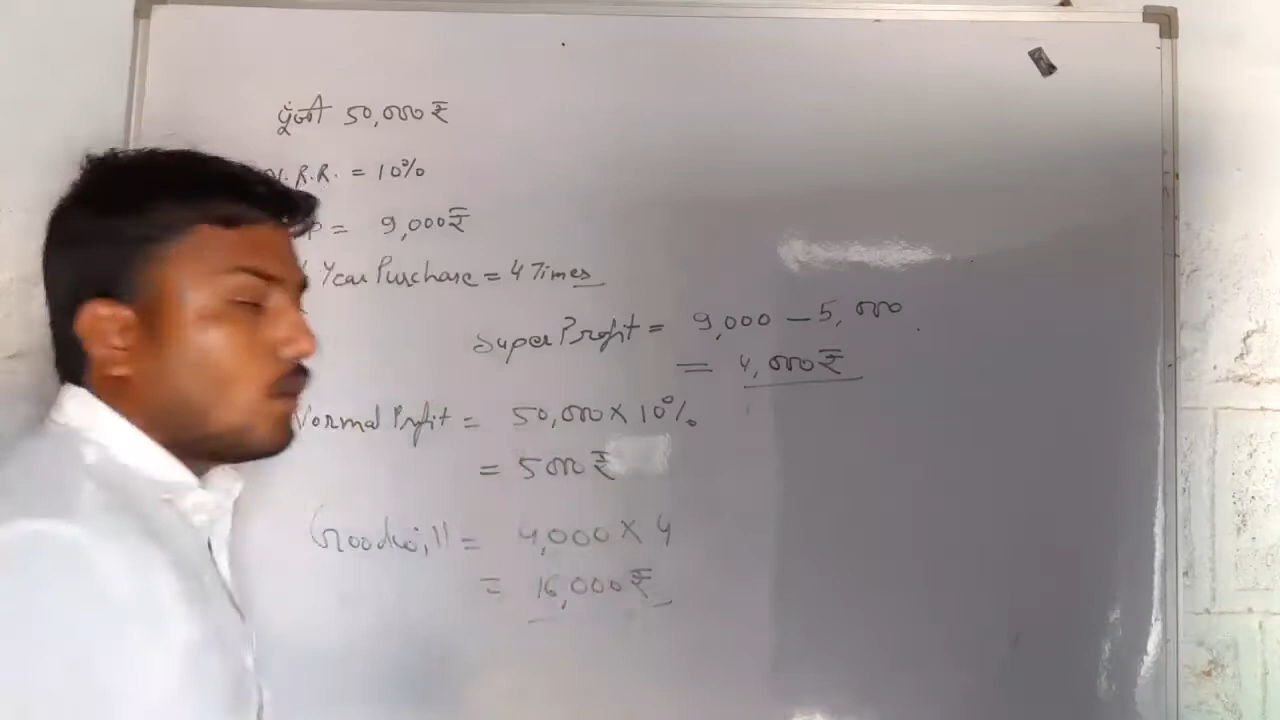 पूंजी 50,000₹
.R.R. = 10%
P = 9,000₹
Year Purchase = 4 Times
Super Profit = 9,000 – 5,000
= 4,000₹
Normal Profit = 50,000 × 10%
= 5000₹
Goodwill = 4,000 × 4
= 16,000₹